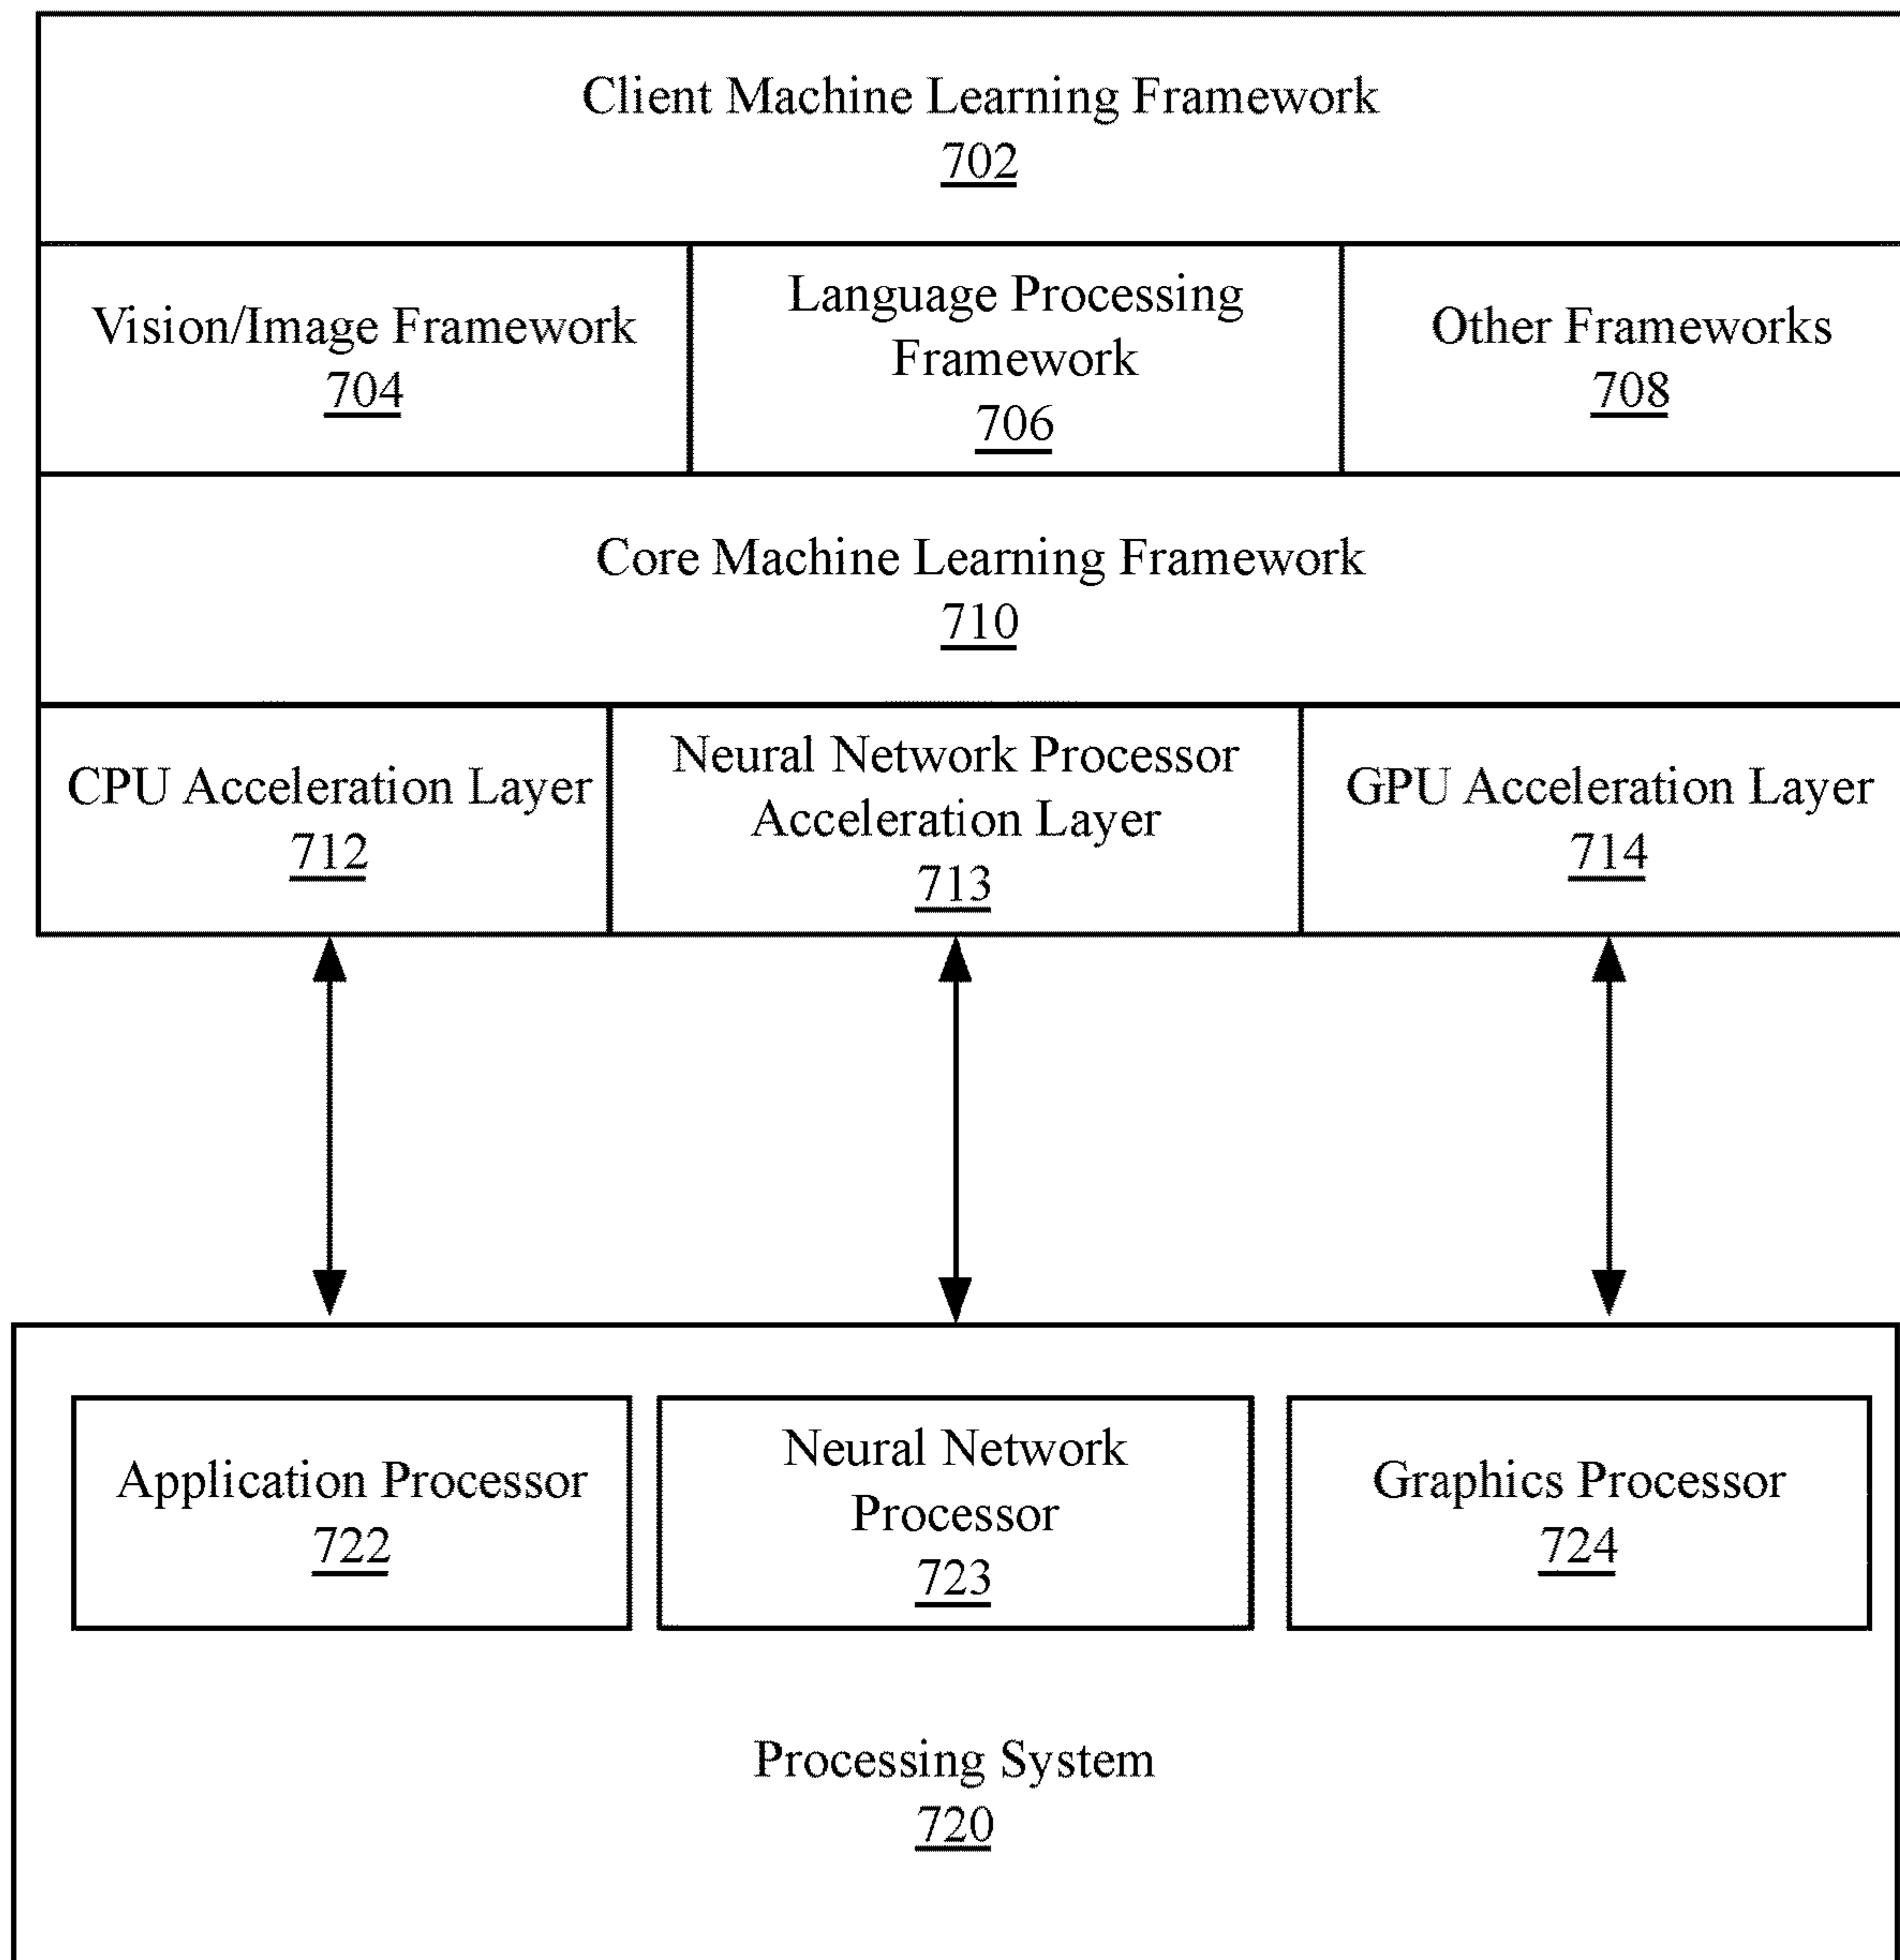 Client Machine Learning Framework
702
Vision/Image Framework
704
Language Processing
Framework
706
Other Frameworks
708
Core Machine Learning Framework
710
CPU Acceleration Layer
712
Neural Network Processor
Acceleration Layer
713
GPU Acceleration Layer
714
Application Processor
722
Neural Network
Processor
723
Graphics Processor
724
Processing System
720